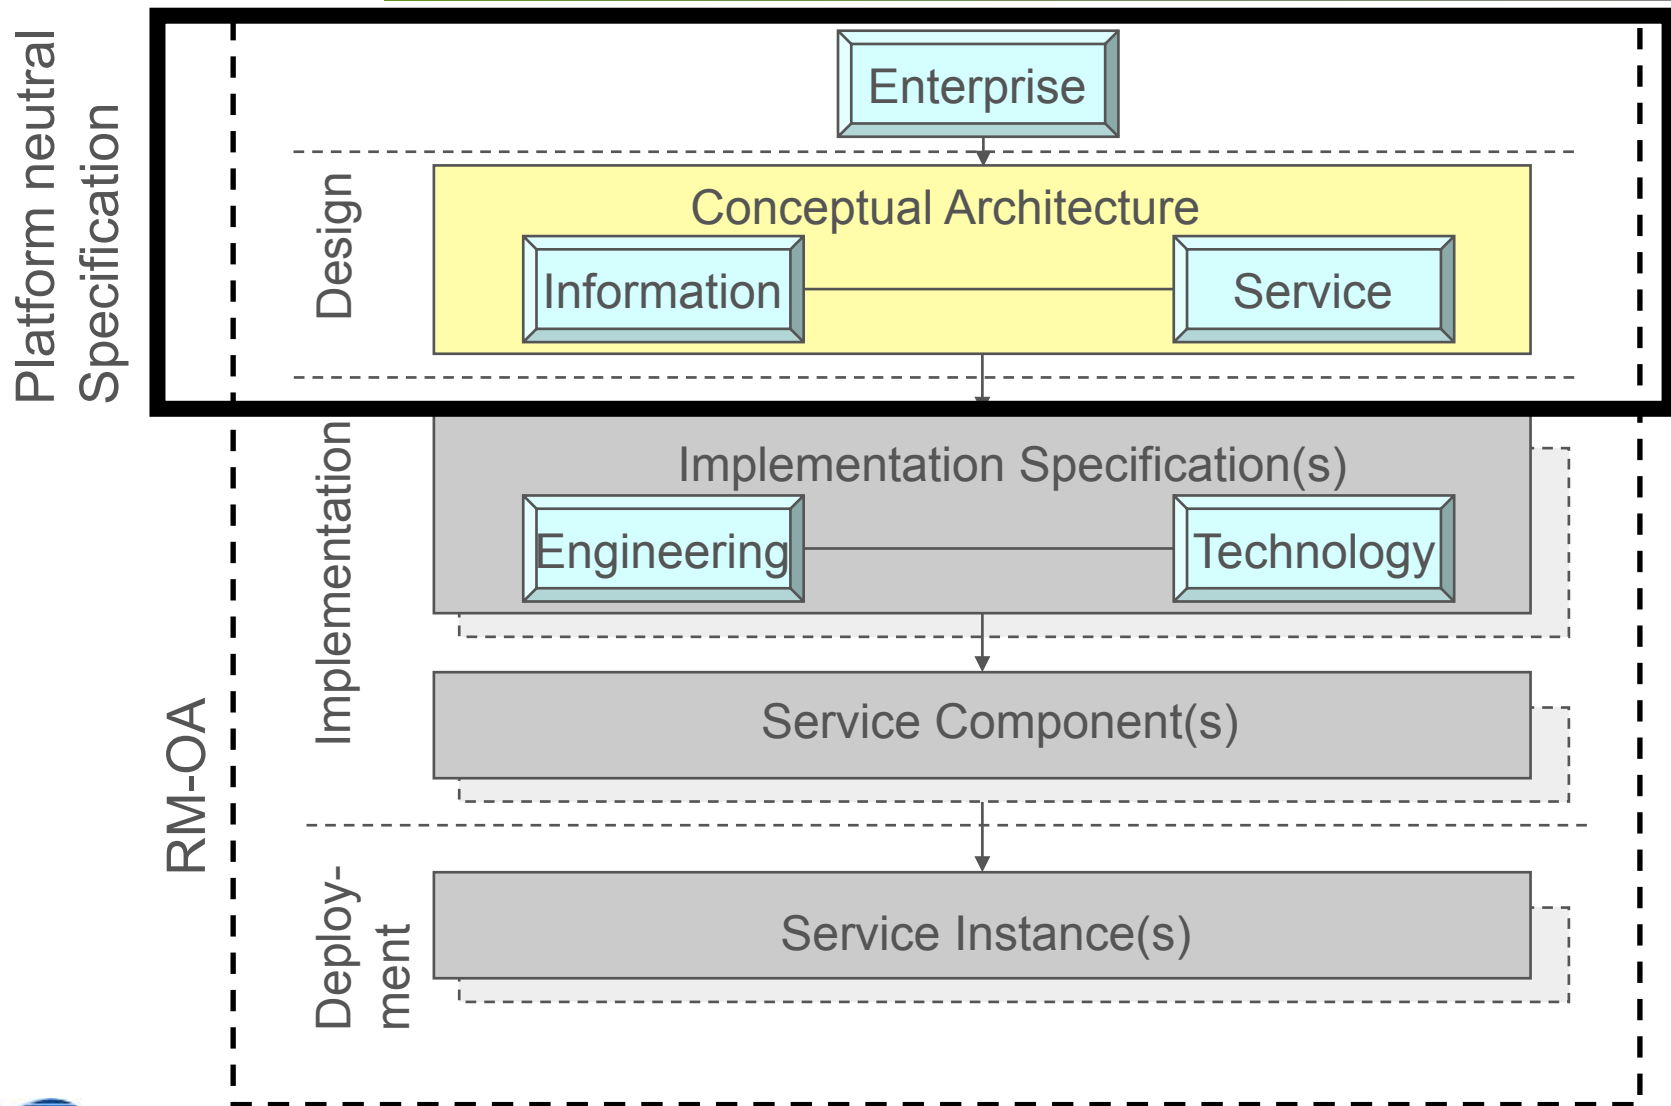 Platform neutral
Specification
Enterprise
Design
Conceptual Architecture
Information
Service
Implementation
Implementation Specification(s)
Engineering
Technology
Service Component(s)
RM-OA
Deploy-
ment
Service Instance(s)